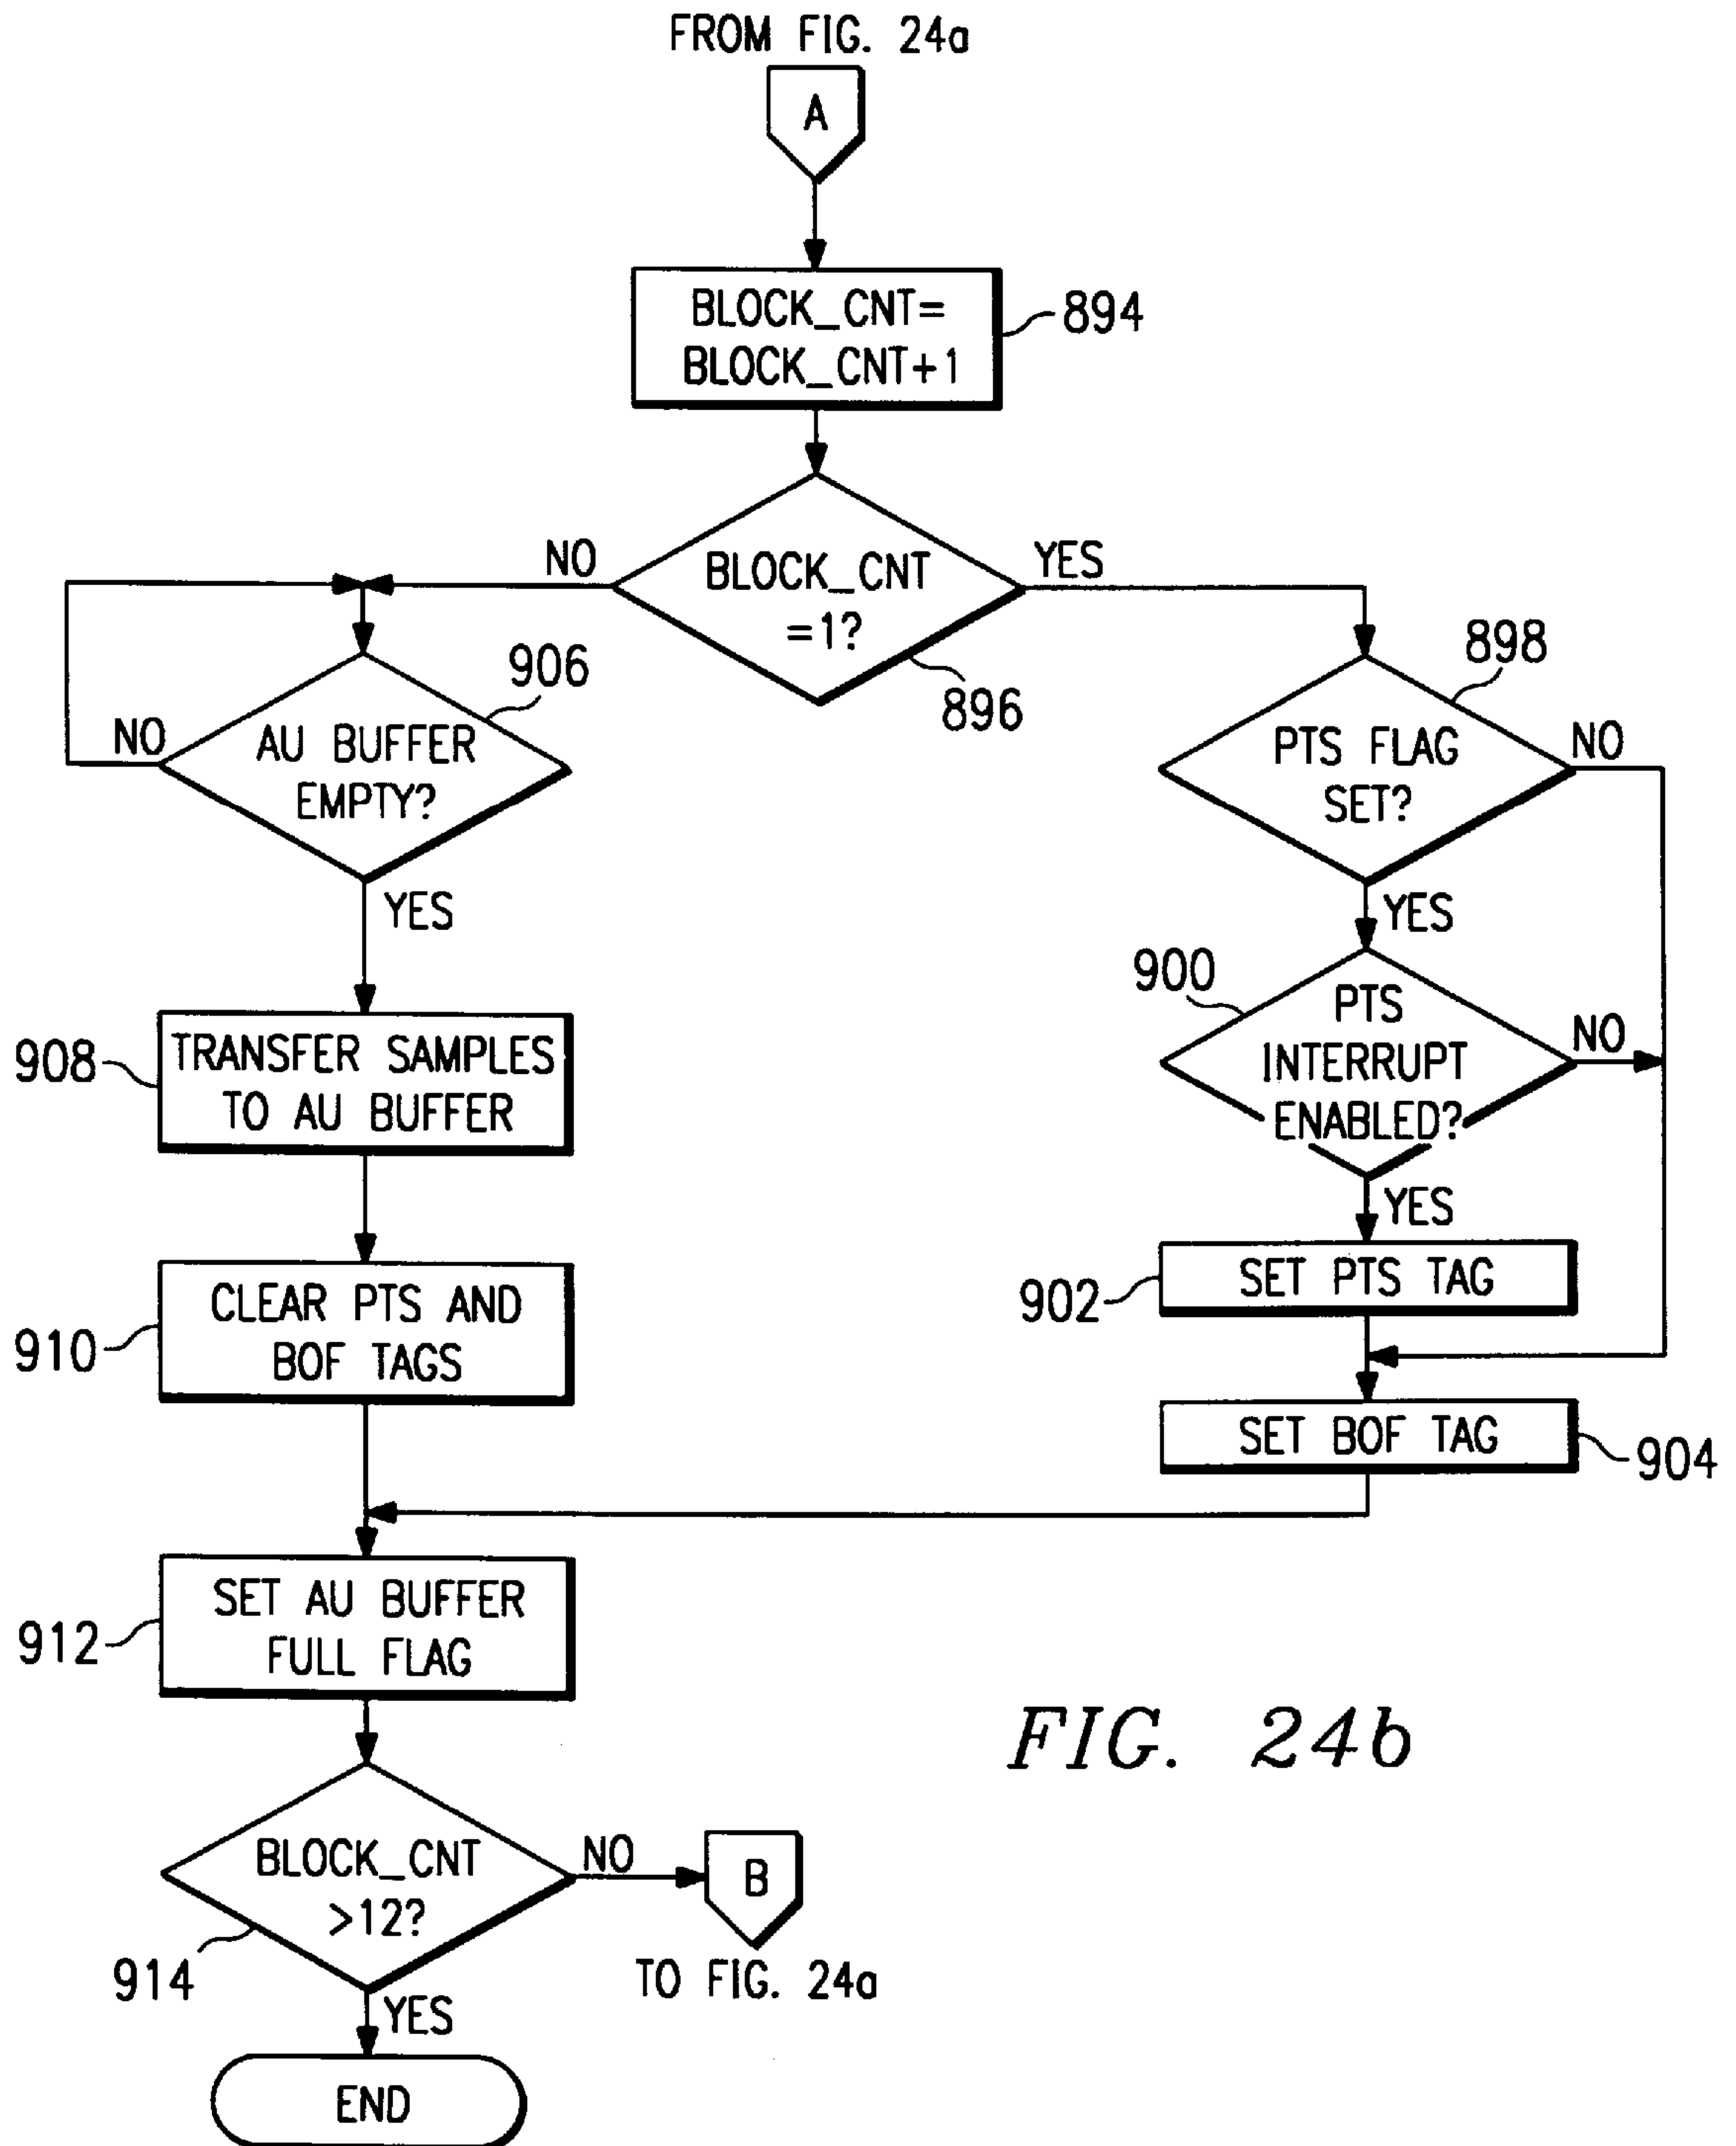 FROM FIG. 24a
A
BLOCK_CNT=
BLOCK_CNT+1
894
BLOCK_CNT
=1?
896
NO
YES
AU BUFFER
EMPTY?
906
NO
YES
PTS FLAG
SET?
898
NO
YES
PTS
INTERRUPT
ENABLED?
900
NO
YES
TRANSFER SAMPLES
TO AU BUFFER
908
SET PTS TAG
902
CLEAR PTS AND
BOF TAGS
910
SET BOF TAG
904
SET AU BUFFER
FULL FLAG
912
BLOCK_CNT
>12?
914
NO
B
TO FIG. 24a
YES
END
FIG. 24b